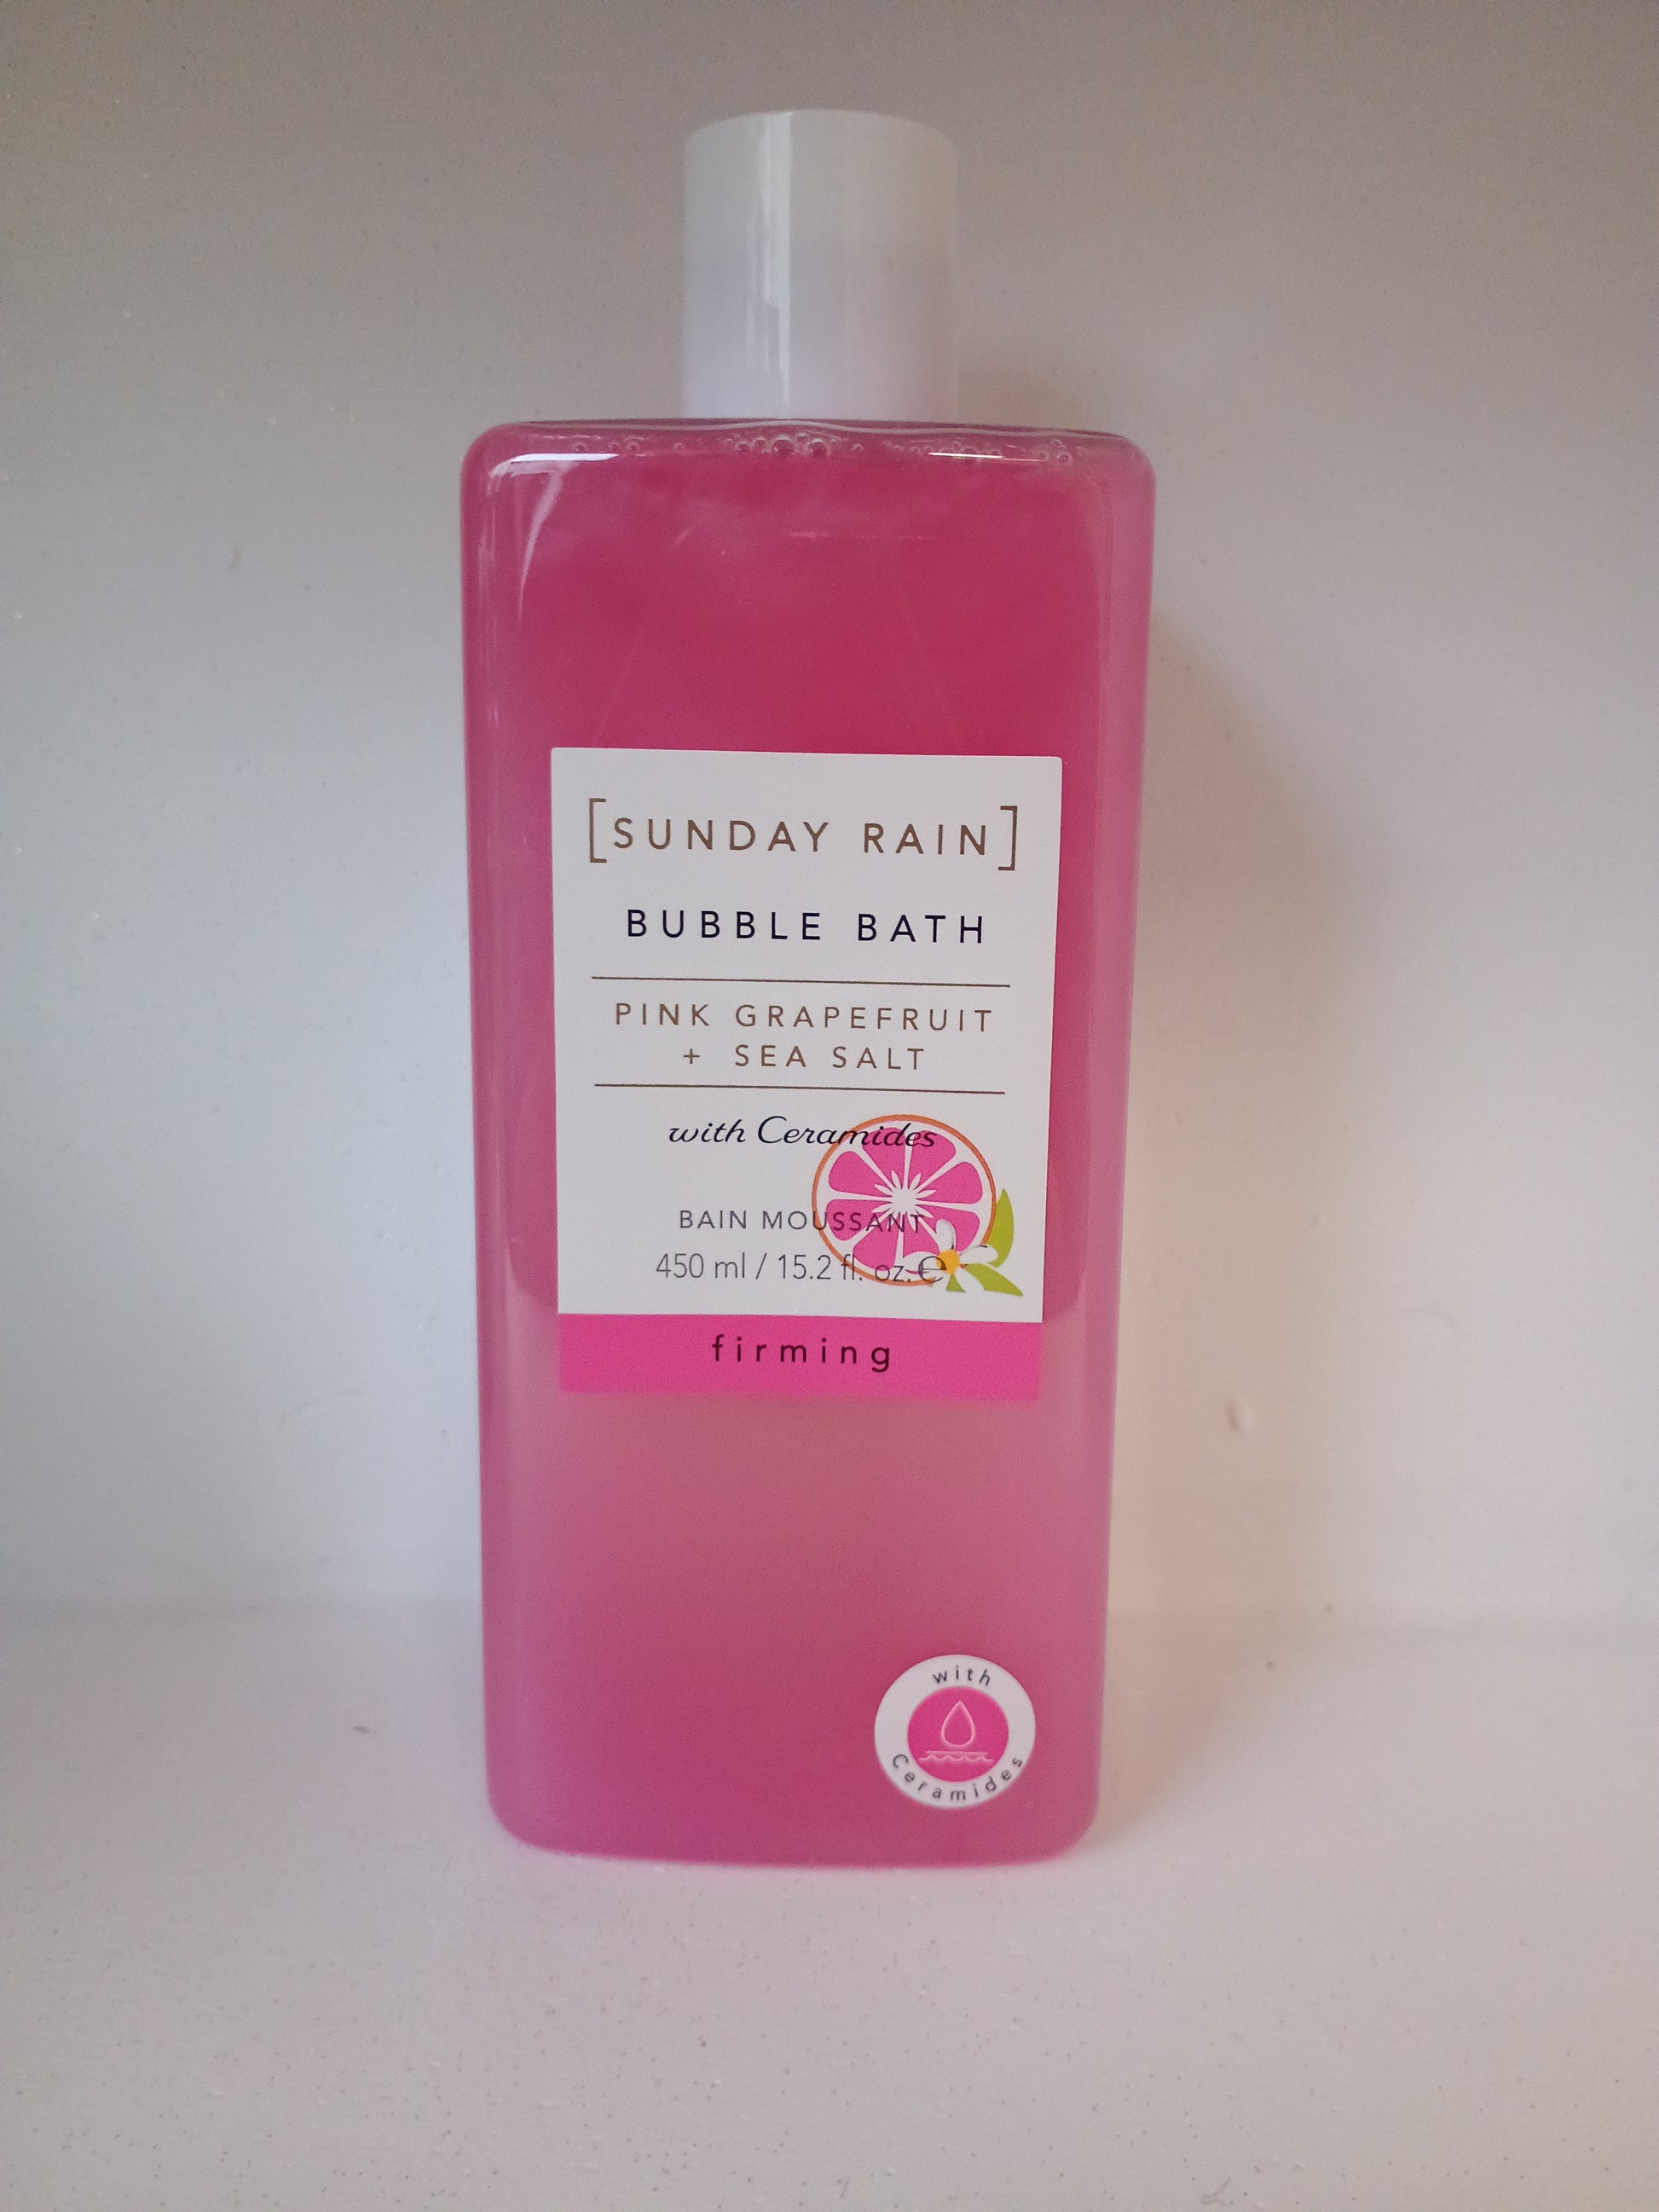 [SUNDAY RAIN]
BUBBLE BATH
PINK GRAPEFRUIT
+ SEA SALT
with Ceramides
BAIN MOUSSANT
450 ml / 15.2 fl. oz. ℮
firming
with
Ceramides